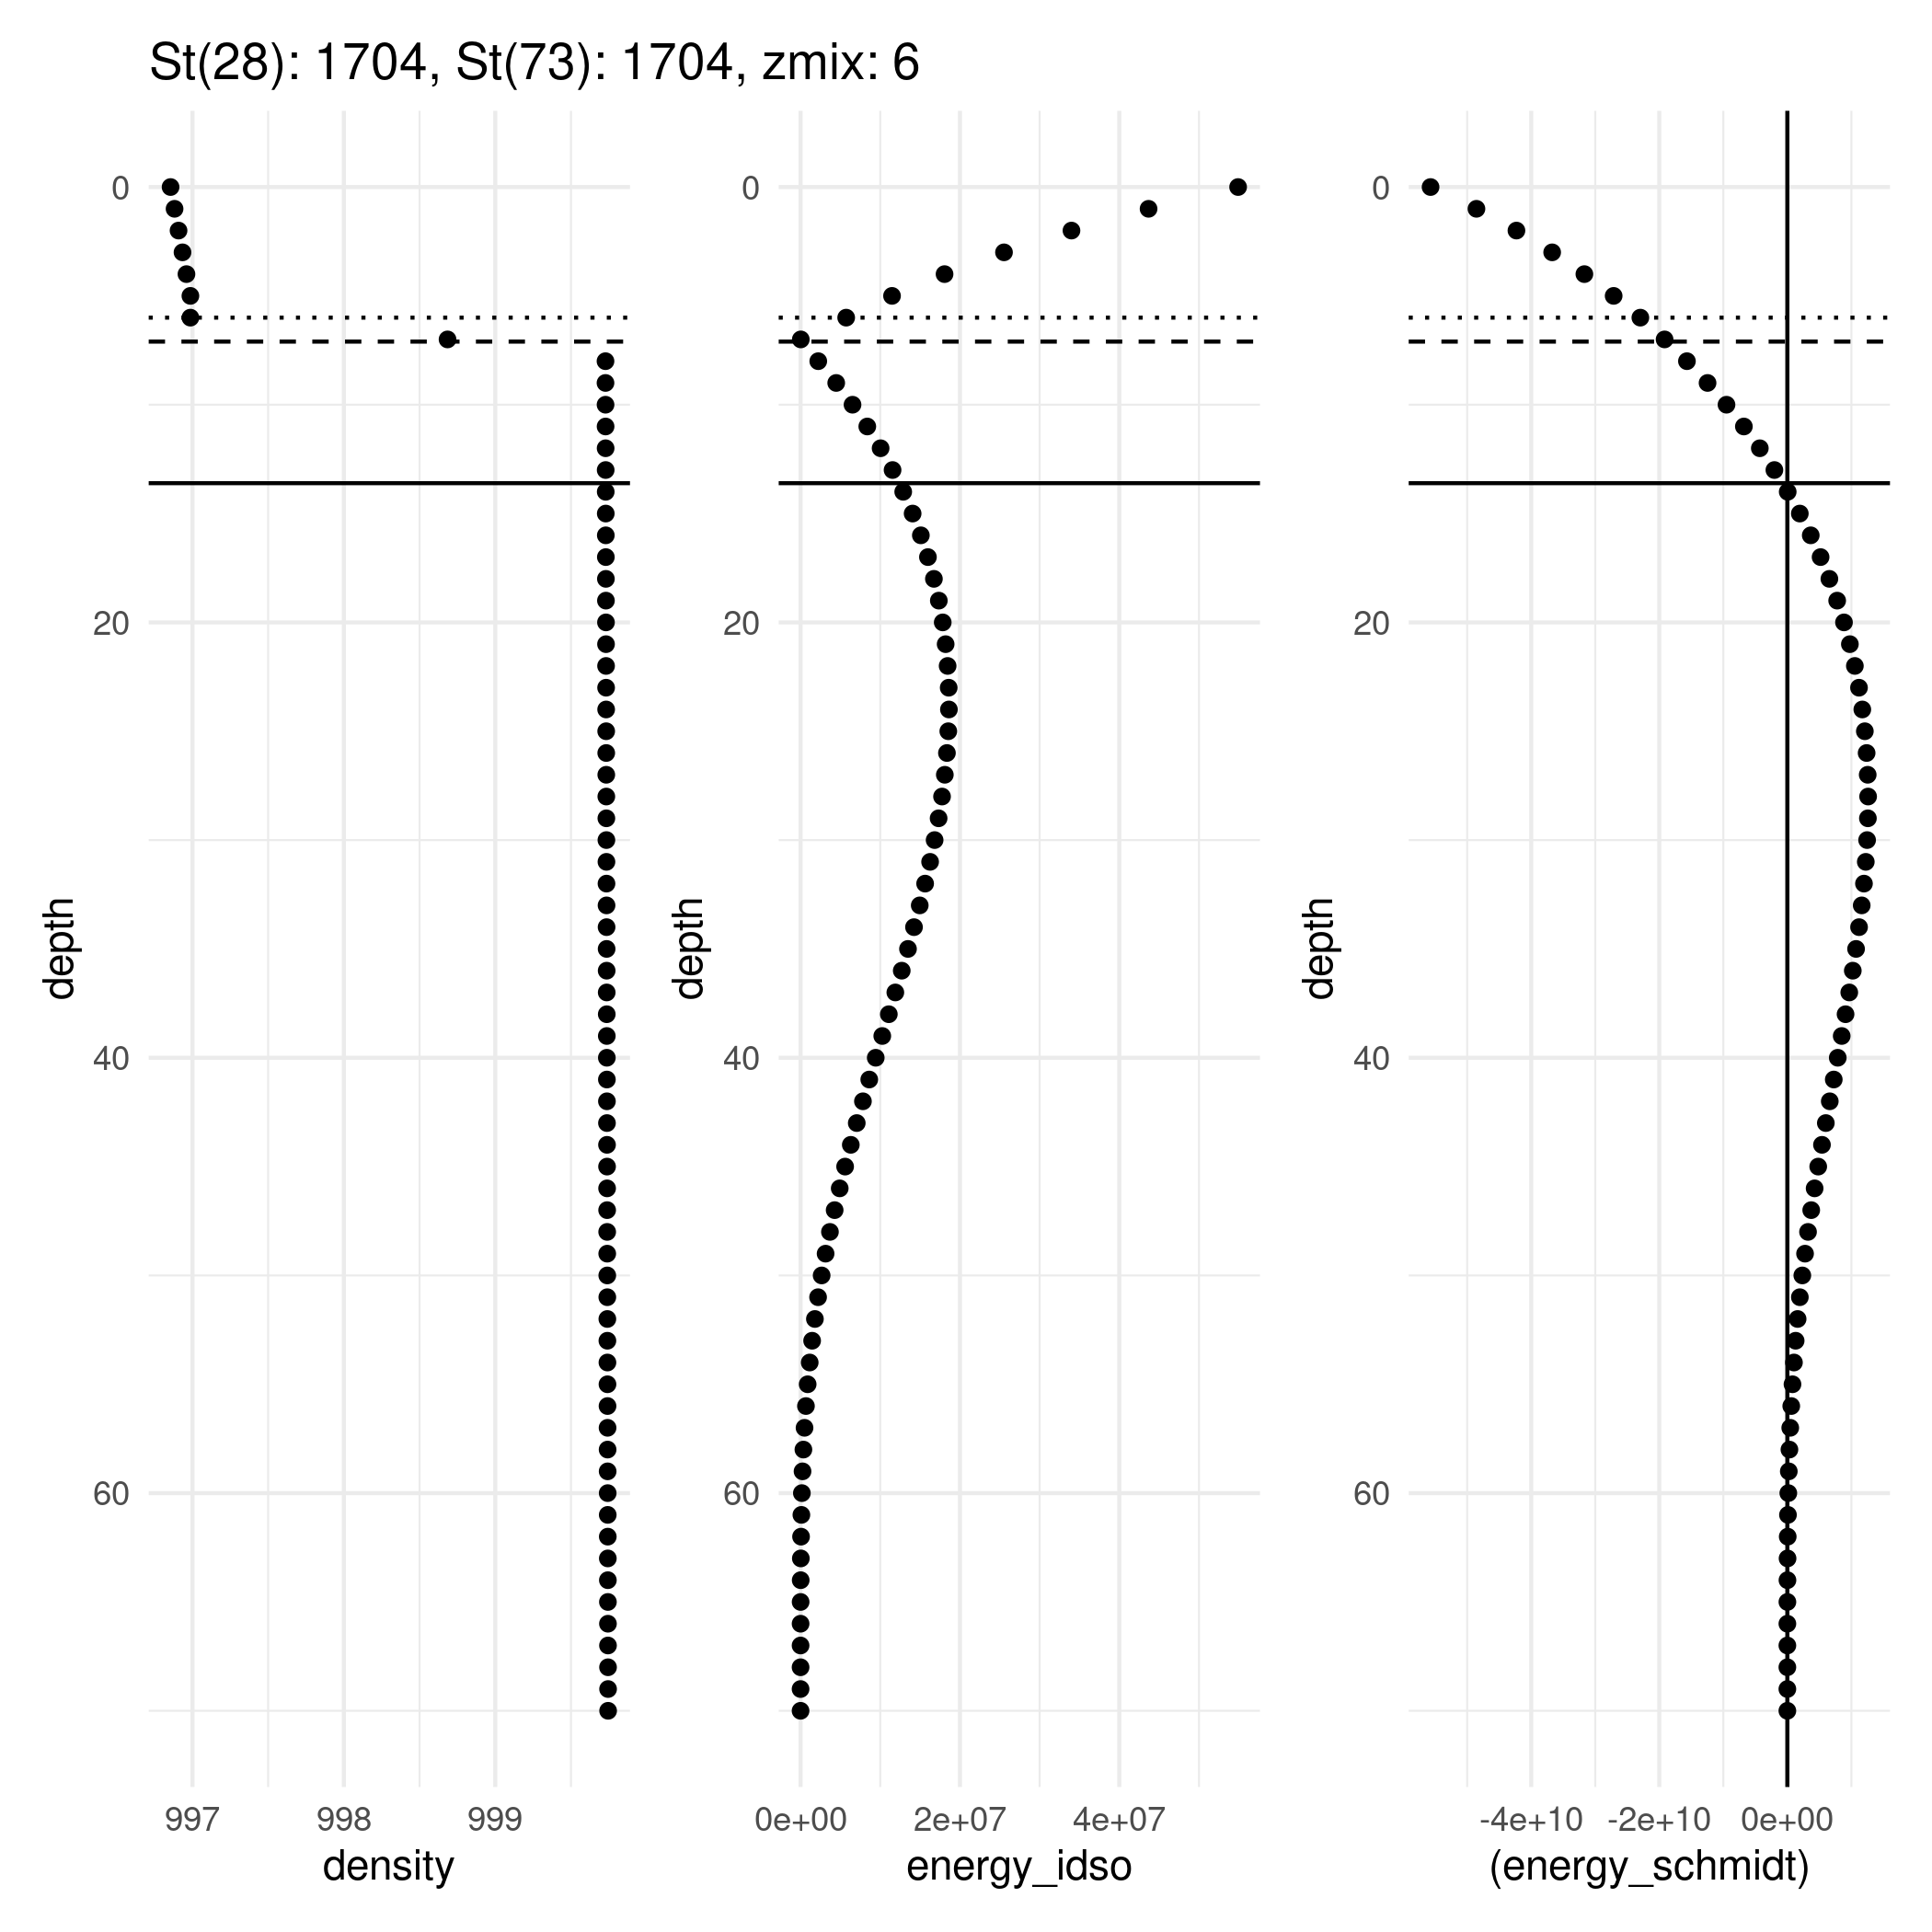 St(28): 1704, St(73): 1704, zmix: 6
0
20
40
60
depth
997 998 999
density
0
20
40
60
depth
0e+00 2e+07 4e+07
energy_idso
0
20
40
60
depth
-4e+10 -2e+10 0e+00
(energy_schmidt)